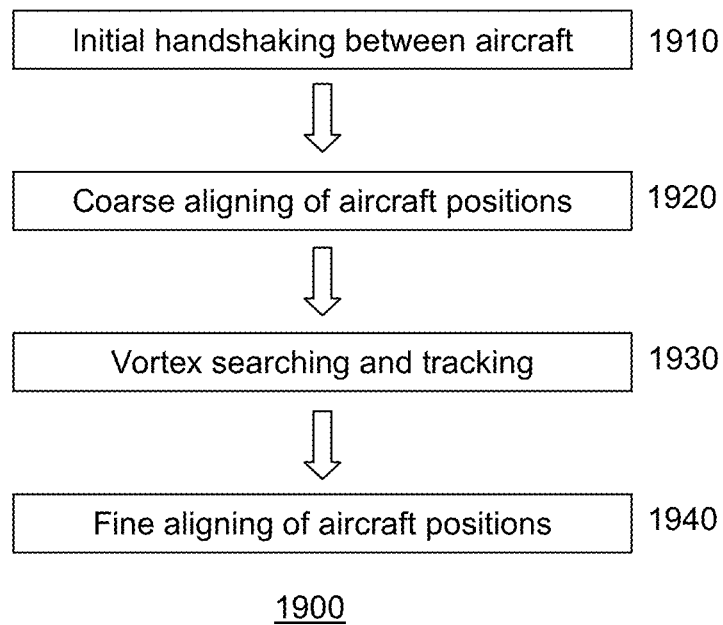 Initial handshaking between aircraft 1910
Coarse aligning of aircraft positions 1920
Vortex searching and tracking 1930
Fine aligning of aircraft positions 1940
1900